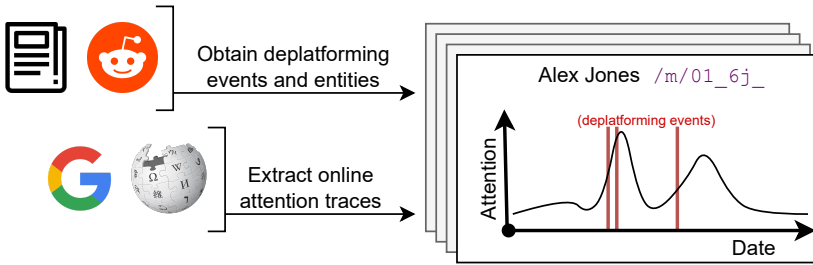 Obtain deplatforming
events and entities
Extract online
attention traces
Alex Jones /m/01_6j_
(deplatforming events)
Attention
Date